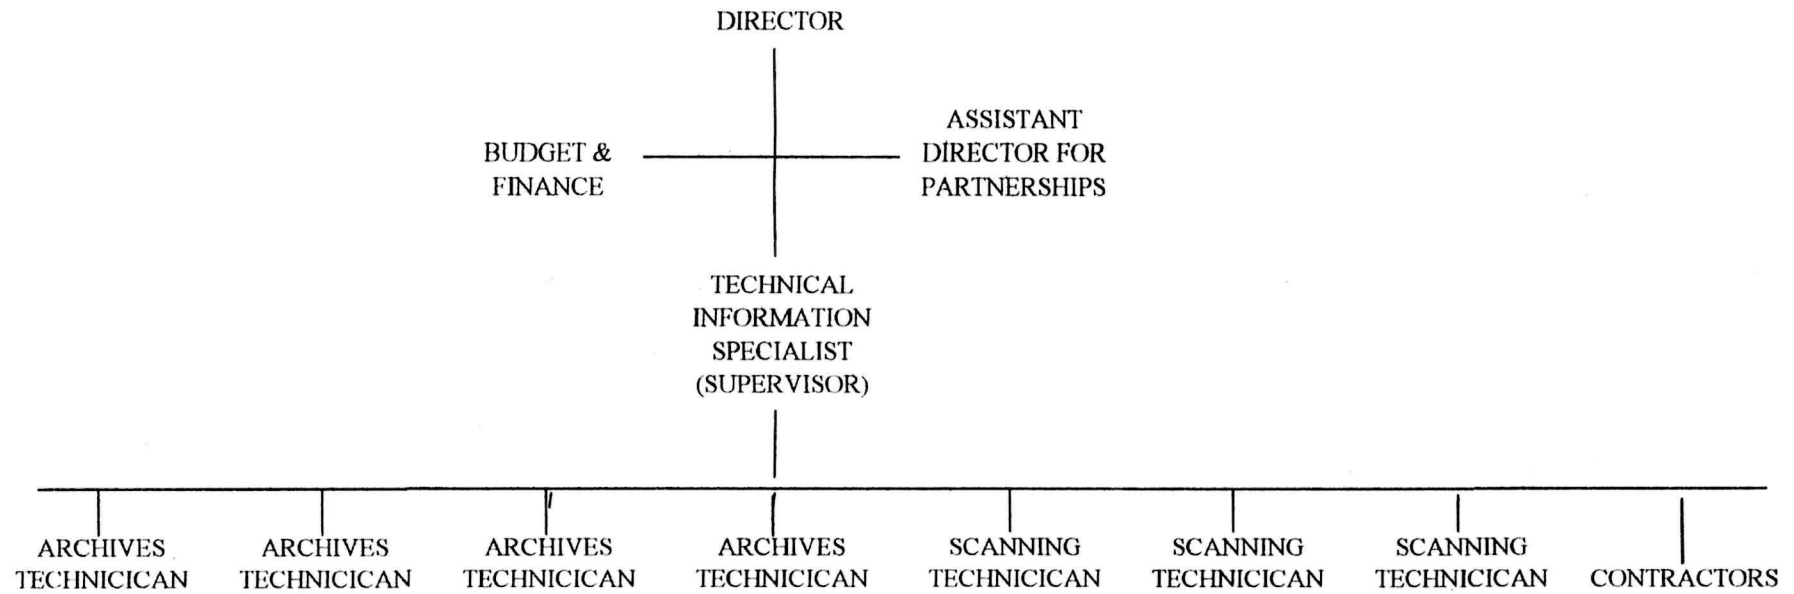 DIRECTOR
BUDGET &
FINANCE
ASSISTANT
DIRECTOR FOR
PARTNERSHIPS
TECHNICAL
INFORMATION
SPECIALIST
(SUPERVISOR)
ARCHIVES
TECHNICICAN
ARCHIVES
TECHNICICAN
ARCHIVES
TECHNICICAN
ARCHIVES
TECHNICICAN
SCANNING
TECHNICICAN
SCANNING
TECHNICICAN
SCANNING
TECHNICICAN
CONTRACTORS